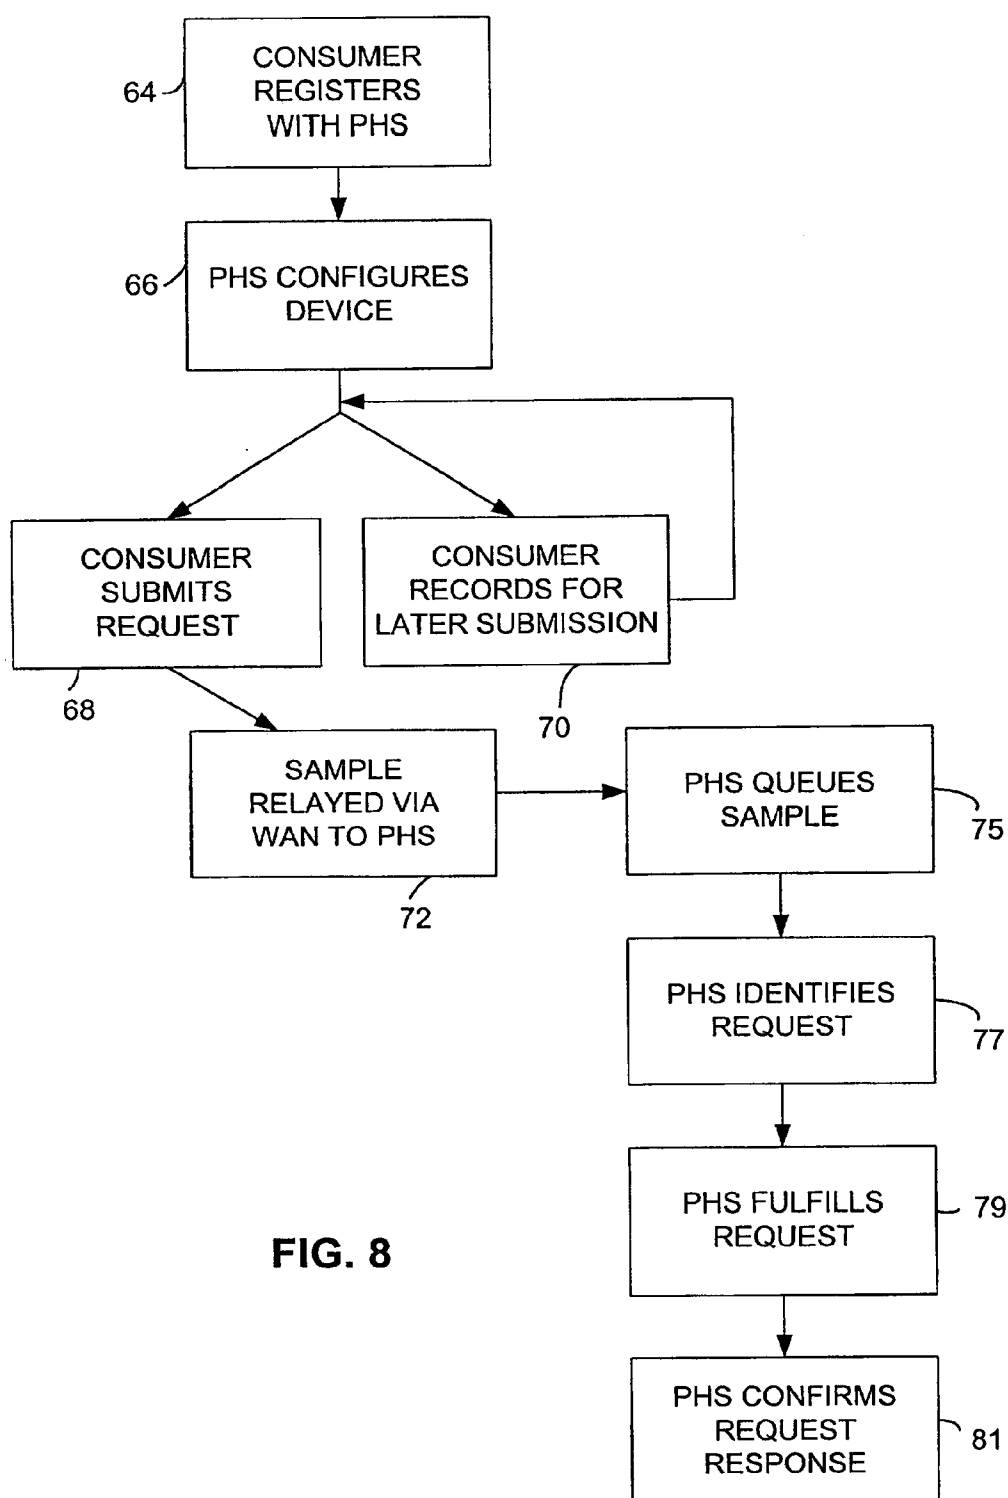 CONSUMER
REGISTERS
WITH PHS
64
PHS CONFIGURES
DEVICE
66
CONSUMER
SUBMITS
REQUEST
68
CONSUMER
RECORDS FOR
LATER SUBMISSION
70
SAMPLE
RELAYED VIA
WAN TO PHS
72
PHS QUEUES
SAMPLE
75
PHS IDENTIFIES
REQUEST
77
PHS FULFILLS
REQUEST
79
PHS CONFIRMS
REQUEST
RESPONSE
81
FIG. 8